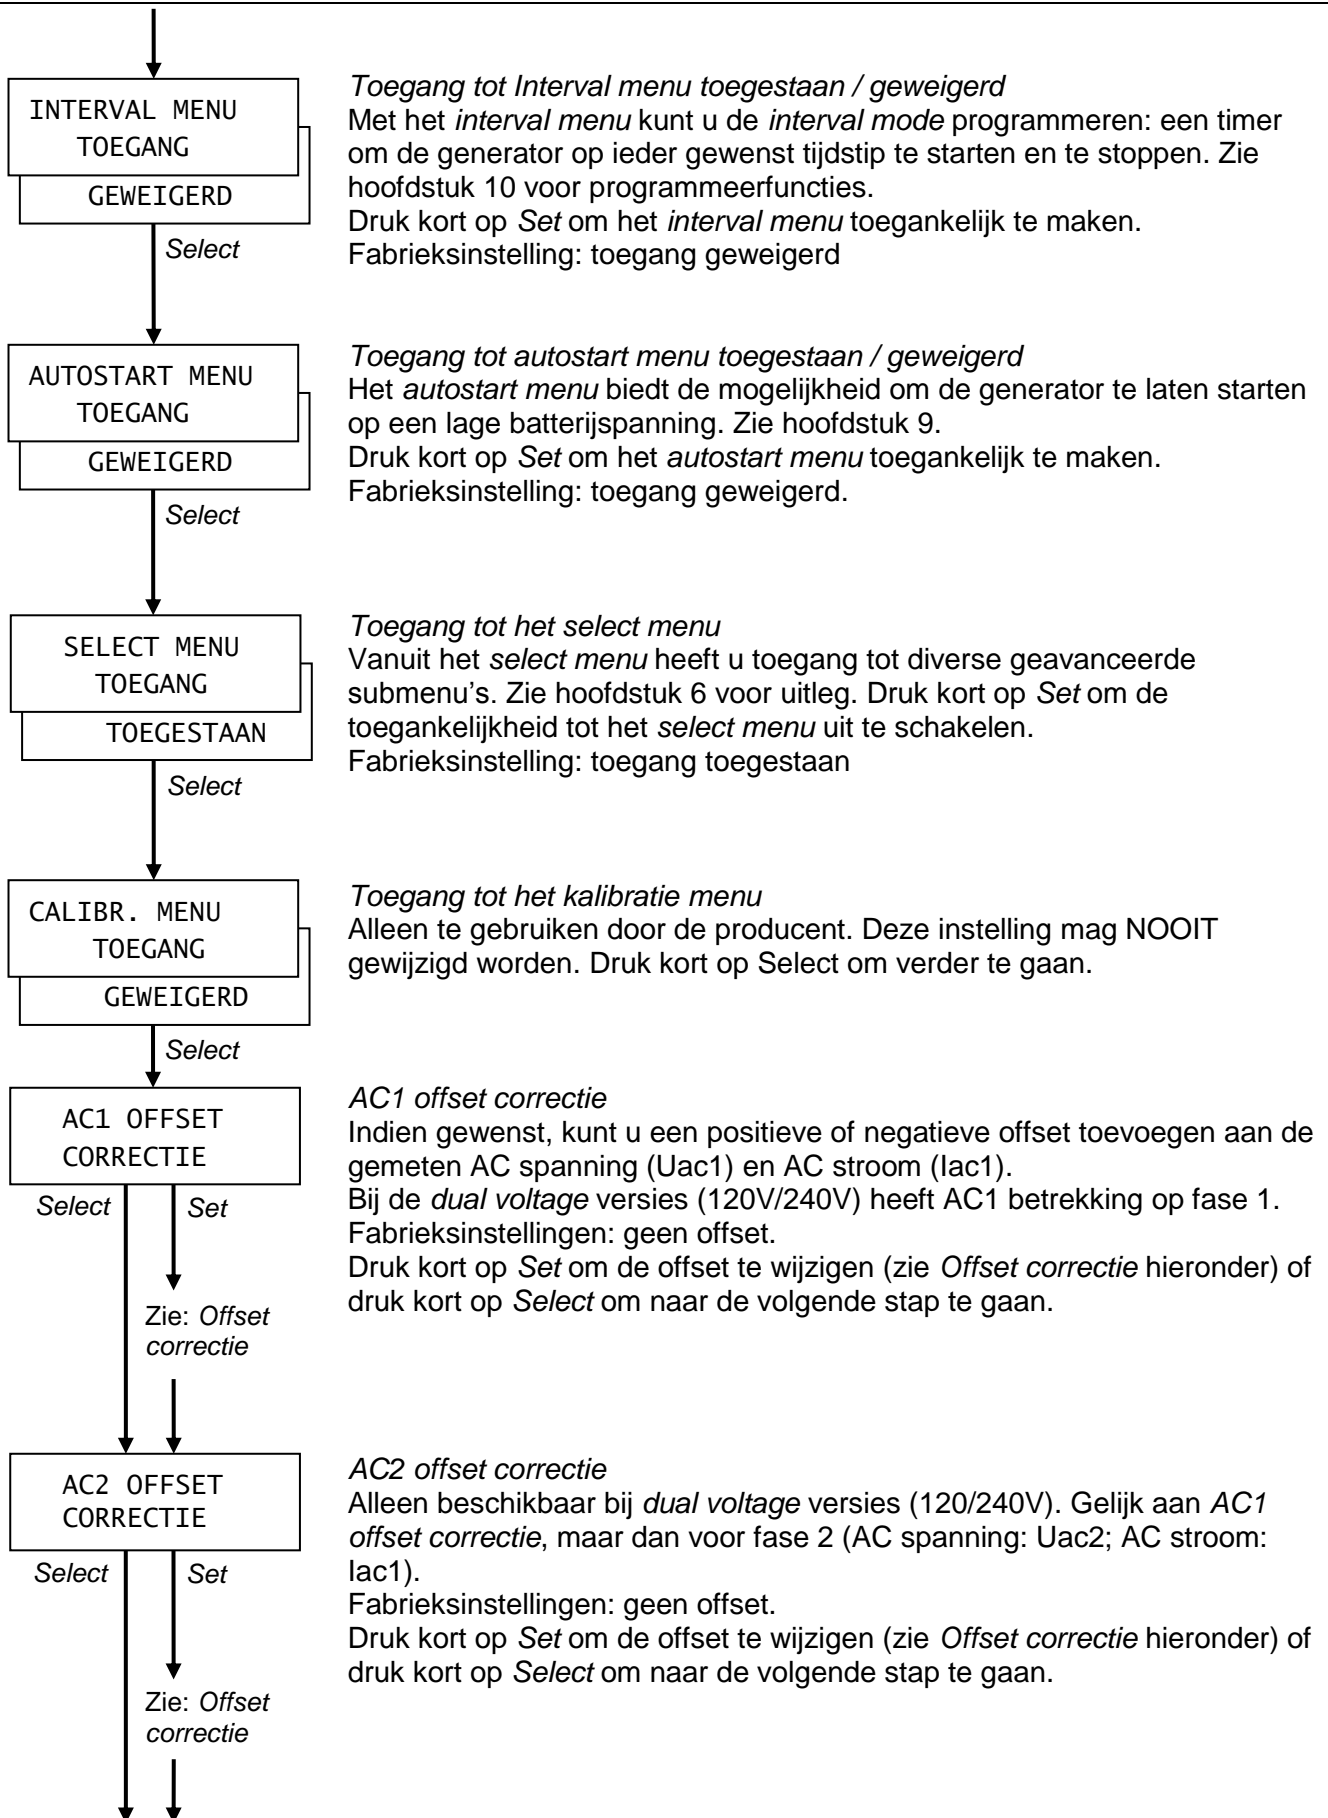 INTERVAL MENU
TOEGANG
GEWEIGERD
Select
Toegang tot Interval menu toegestaan / geweigerd
Met het interval menu kunt u de interval mode programmeren: een timer
om de generator op ieder gewenst tijdstip te starten en te stoppen. Zie
hoofdstuk 10 voor programmeerfuncties.
Druk kort op Set om het interval menu toegankelijk te maken.
Fabrieksinstelling: toegang geweigerd
AUTOSTART MENU
TOEGANG
GEWEIGERD
Select
Toegang tot autostart menu toegestaan / geweigerd
Het autostart menu biedt de mogelijkheid om de generator te laten starten
op een lage batterijspanning. Zie hoofdstuk 9.
Druk kort op Set om het autostart menu toegankelijk te maken.
Fabrieksinstelling: toegang geweigerd.
SELECT MENU
TOEGANG
TOEGESTAAN
Select
Toegang tot het select menu
Vanuit het select menu heeft u toegang tot diverse geavanceerde
submenu’s. Zie hoofdstuk 6 voor uitleg. Druk kort op Set om de
toegankelijkheid tot het select menu uit te schakelen.
Fabrieksinstelling: toegang toegestaan
CALIBR. MENU
TOEGANG
GEWEIGERD
Select
Toegang tot het kalibratie menu
Alleen te gebruiken door de producent. Deze instelling mag NOOIT
gewijzigd worden. Druk kort op Select om verder te gaan.
AC1 OFFSET
CORRECTIE
Select Set
Zie: Offset
correctie
AC1 offset correctie
Indien gewenst, kunt u een positieve of negatieve offset toevoegen aan de
gemeten AC spanning (Uac1) en AC stroom (Iac1).
Bij de dual voltage versies (120V/240V) heeft AC1 betrekking op fase 1.
Fabrieksinstellingen: geen offset.
Druk kort op Set om de offset te wijzigen (zie Offset correctie hieronder) of
druk kort op Select om naar de volgende stap te gaan.
AC2 OFFSET
CORRECTIE
Select Set
Zie: Offset
correctie
AC2 offset correctie
Alleen beschikbaar bij dual voltage versies (120/240V). Gelijk aan AC1
offset correctie, maar dan voor fase 2 (AC spanning: Uac2; AC stroom:
Iac1).
Fabrieksinstellingen: geen offset.
Druk kort op Set om de offset te wijzigen (zie Offset correctie hieronder) of
druk kort op Select om naar de volgende stap te gaan.